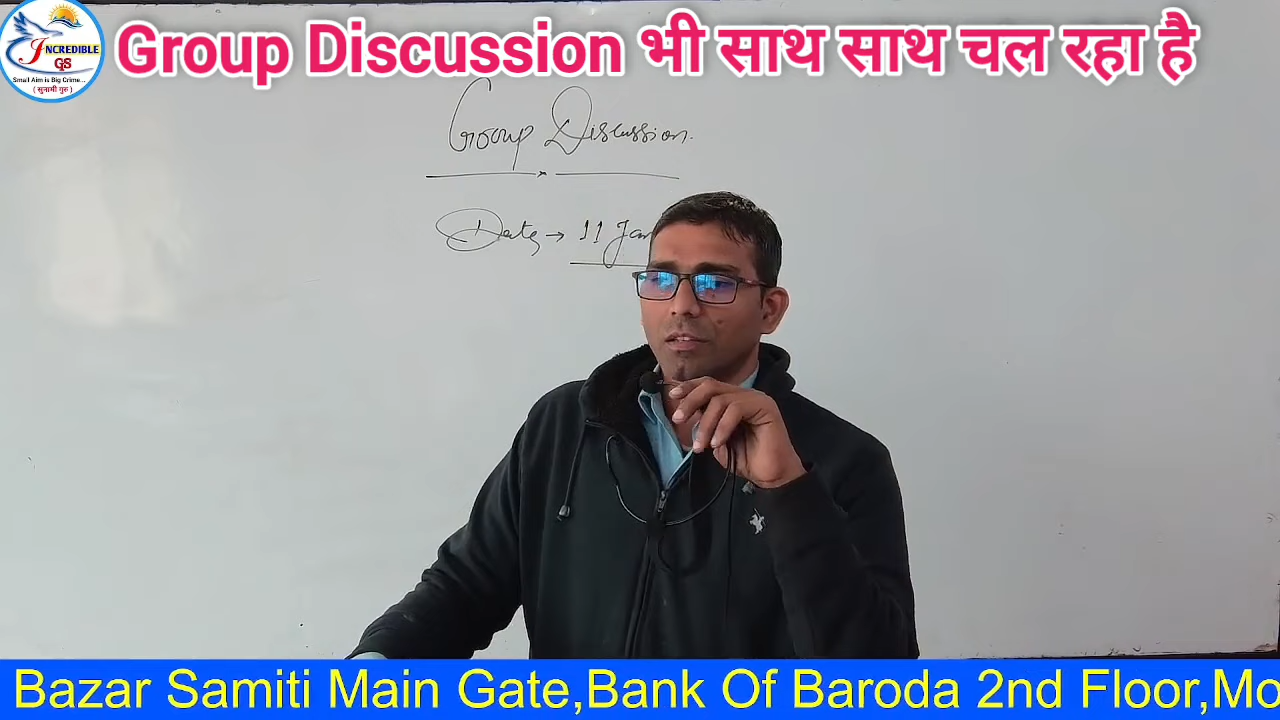 INCREDIBLE
GS
Small Aim is Big Crime...
( सुनामी गुरु )
Group Discussion भी साथ साथ चल रहा है
Group Discussion.
Date → 11 Jan
Bazar Samiti Main Gate,Bank Of Baroda 2nd Floor,Mo